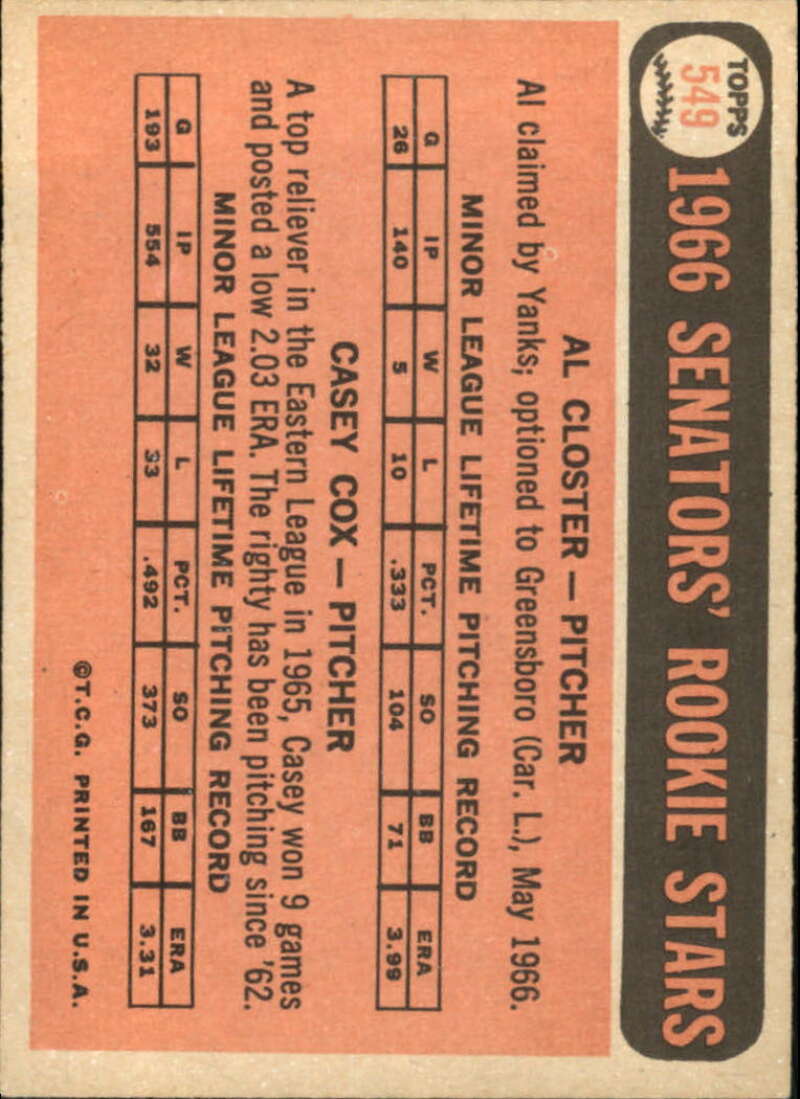 TOPPS
549
1966 SENATORS' ROOKIE STARS
AL CLOSTER — PITCHER
Al claimed by Yanks; optioned to Greensboro (Car. L.), May 1966.
MINOR LEAGUE LIFETIME PITCHING RECORD
G IP W L PCT. SO BB ERA
26 140 5 10 .333 104 71 3.99
CASEY COX — PITCHER
A top reliever in the Eastern League in 1965, Casey won 9 games
and posted a low 2.03 ERA. The righty has been pitching since '62.
MINOR LEAGUE LIFETIME PITCHING RECORD
G IP W L PCT. SO BB ERA
193 554 32 33 .492 373 167 3.31
©T.C.G. PRINTED IN U.S.A.